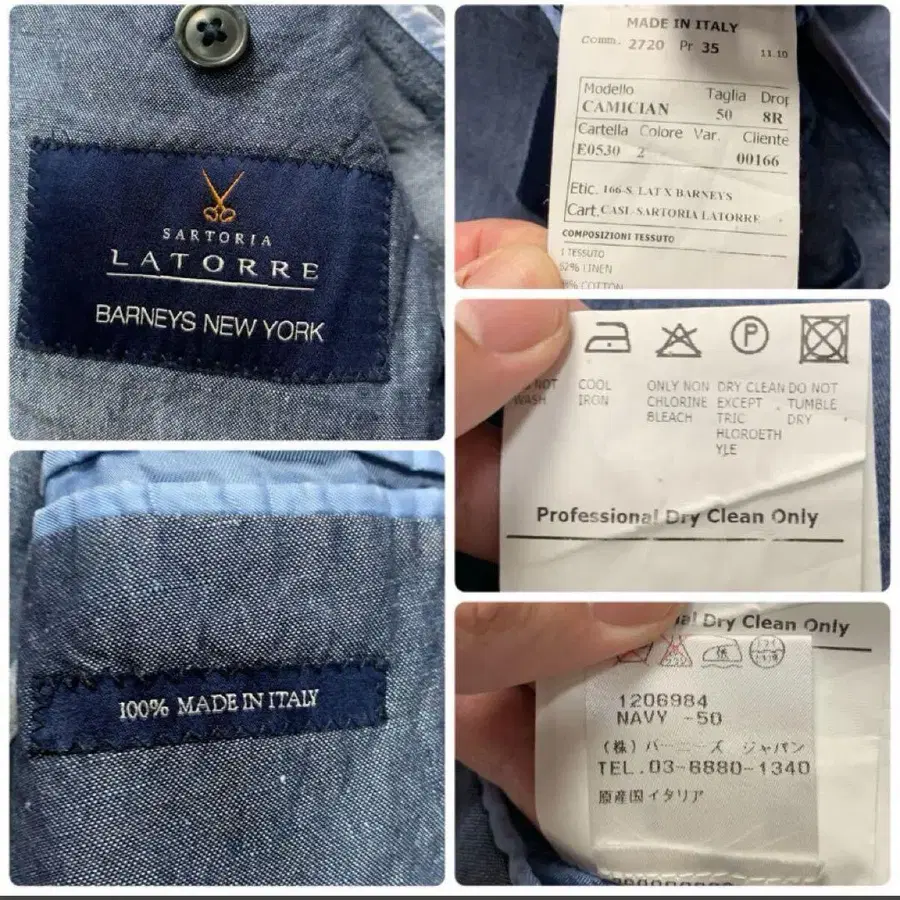 SARTORIA
LATORRE
BARNEYS NEW YORK
100% MADE IN ITALY
MADE IN ITALY
Comm. 2720 Pr 35 11.10
Modello Taglia Drop
CAMICIAN 50 8R
Cartella Colore Var. Cliente
E0530 2 00166
Etic. 166-S. LAT X BARNEYS
Cart. CASI-SARTORIA LATORRE
COMPOSIZIONI TESSUTO
1 TESSUTO
52% LINEN
COTTON
P
NOT WASH
COOL IRON
ONLY NON CHLORINE BLEACH
DRY CLEAN EXCEPT TRIC HLOROETH YLE
DO NOT TUMBLE DRY
Professional Dry Clean Only
Dry Clean Only
低
1206984
NAVY -50
(株)バーニーズ ジャパン
TEL.03-6880-1340
原産国イタリア